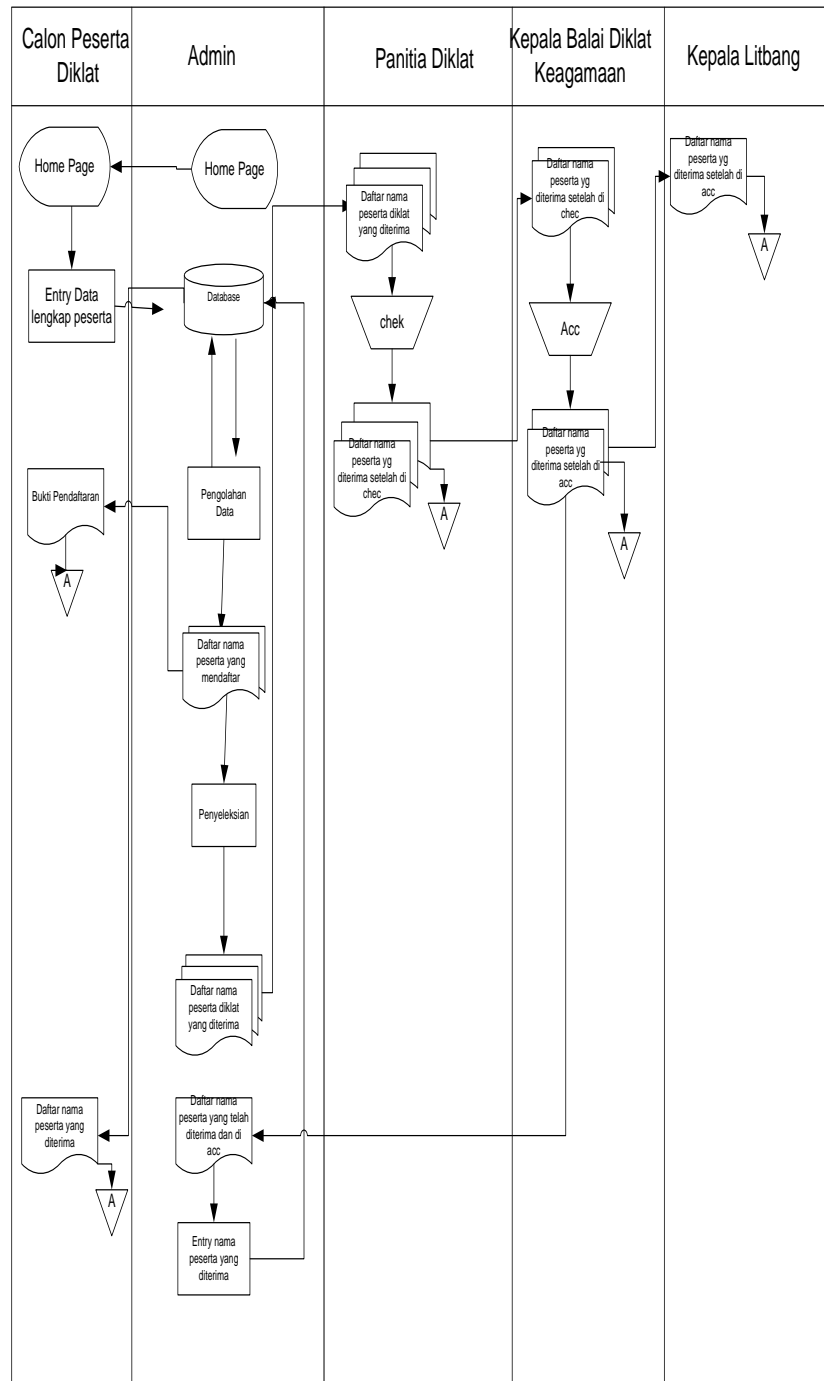 Calon Peserta
Diklat
Admin
Panitia Diklat
Kepala Balai Diklat
Keagamaan
Kepala Litbang
Home Page
Home Page
Entry Data
lengkap peserta
Database
Pengolahan
Data
Bukti Pendaftaran
A
Daftar nama
peserta yang
mendaftar
Penyeleksian
Daftar nama
peserta diklat
yang diterima
Daftar nama
peserta diklat
yang diterima
chek
Daftar nama
peserta yg
diterima setelah di
chec
A
Daftar nama
peserta yg
diterima setelah di
chec
Acc
Daftar nama
peserta yg
diterima setelah di
acc
A
Daftar nama
peserta yg
diterima setelah di
acc
A
Daftar nama
peserta yang telah
diterima dan di
acc
Entry nama
peserta yang
diterima
Daftar nama
peserta yang
diterima
A